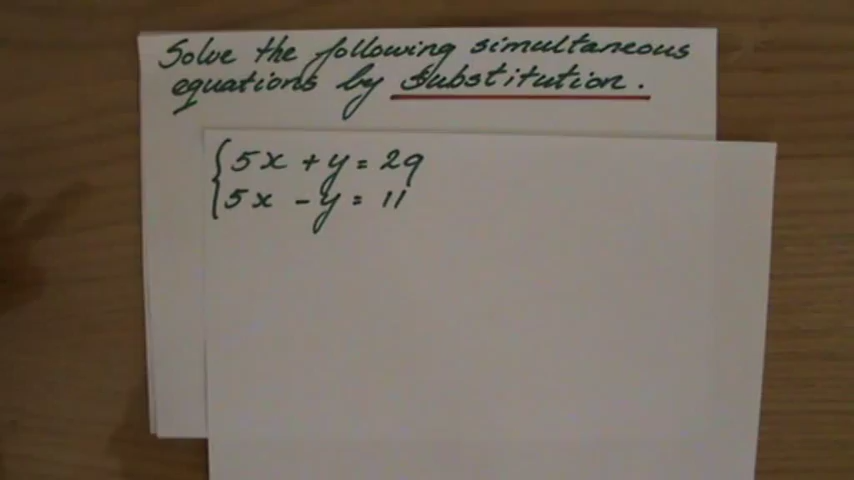 Solve the following simultaneous
equations by substitution.
5x + y = 29
5x - y = 11